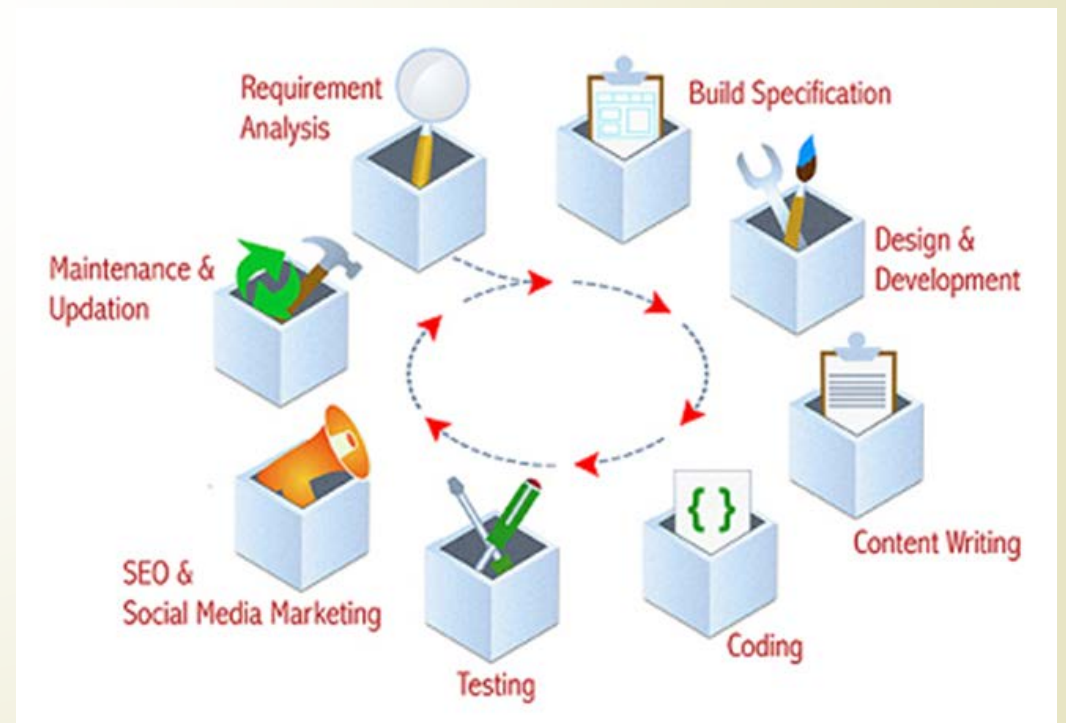 Requirement
Analysis
Build Specification
Design &
Development
Content Writing
{}
Coding
Testing
SEO &
Social Media Marketing
Maintenance &
Updation